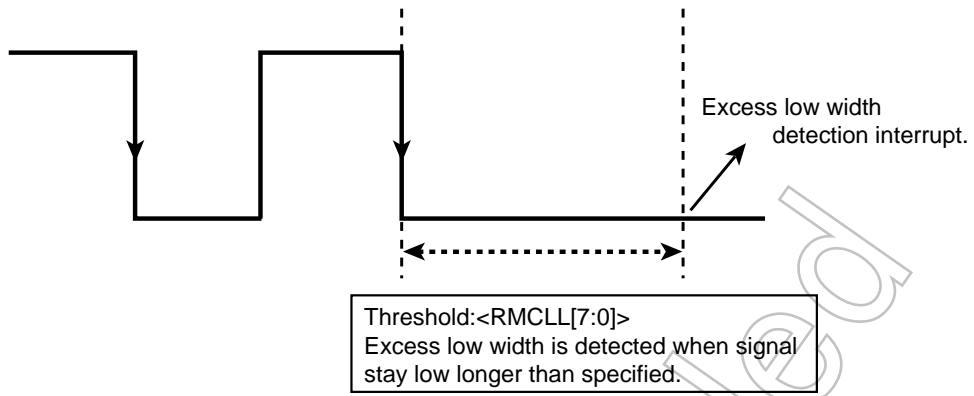 Excess low width
detection interrupt.
Threshold:<RMCLL[7:0]>
Excess low width is detected when signal
stay low longer than specified.